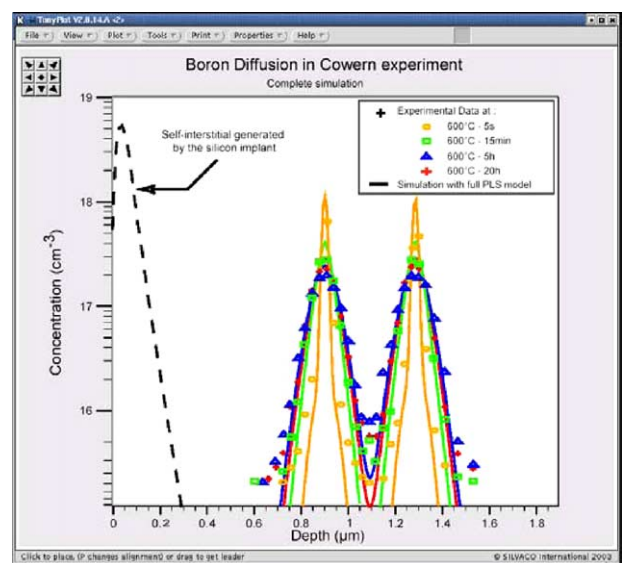 TonyPlot V2.8.14.A <2>
File View Plot Tools Print Properties Help
Boron Diffusion in Cowern experiment
Complete simulation
Concentration (cm-3)
19
18
17
16
Self-interstitial generated
by the silicon implant
Experimental Data at :
600°C - 5s
600°C - 15min
600°C - 5h
600°C - 20h
Simulation with full PLS model
0 0.2 0.4 0.6 0.8 1 1.2 1.4 1.6 1.8
Depth (μm)
Click to place, (P changes alignment) or drag to get leader
© SILVACO International 2003